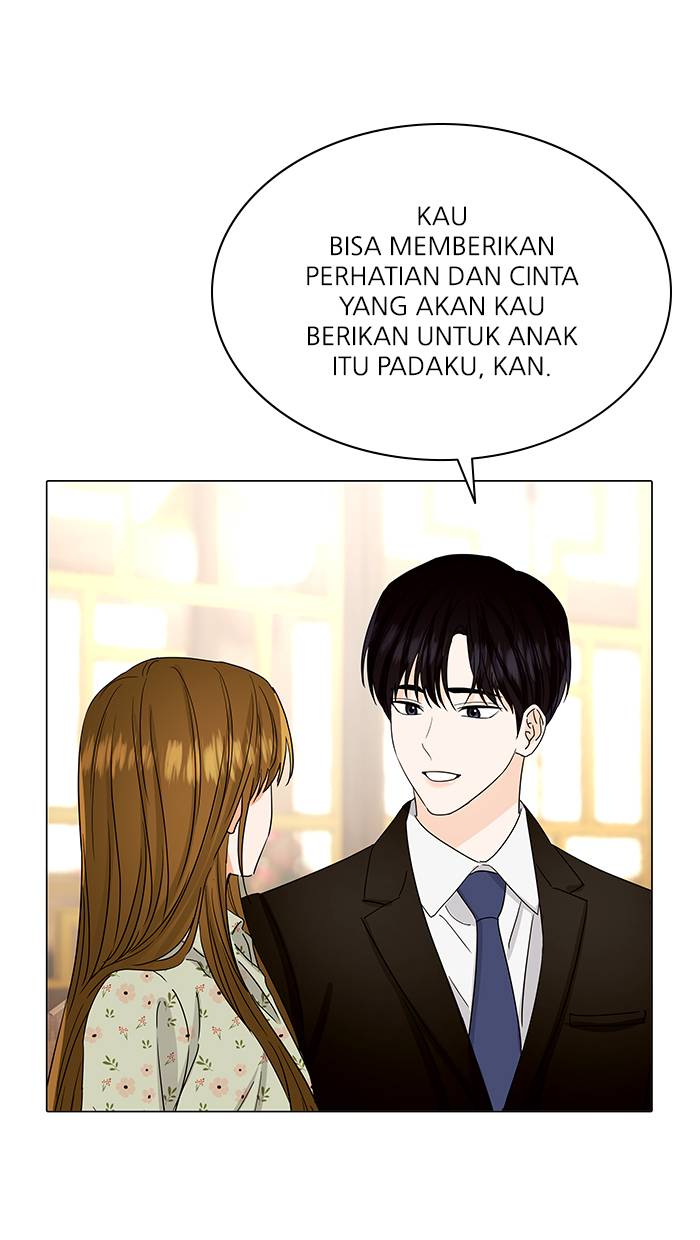 KAU
BISA MEMBERIKAN
PERHATIAN DAN CINTA
YANG AKAN KAU
BERIKAN UNTUK ANAK
ITU PADAKU, KAN.